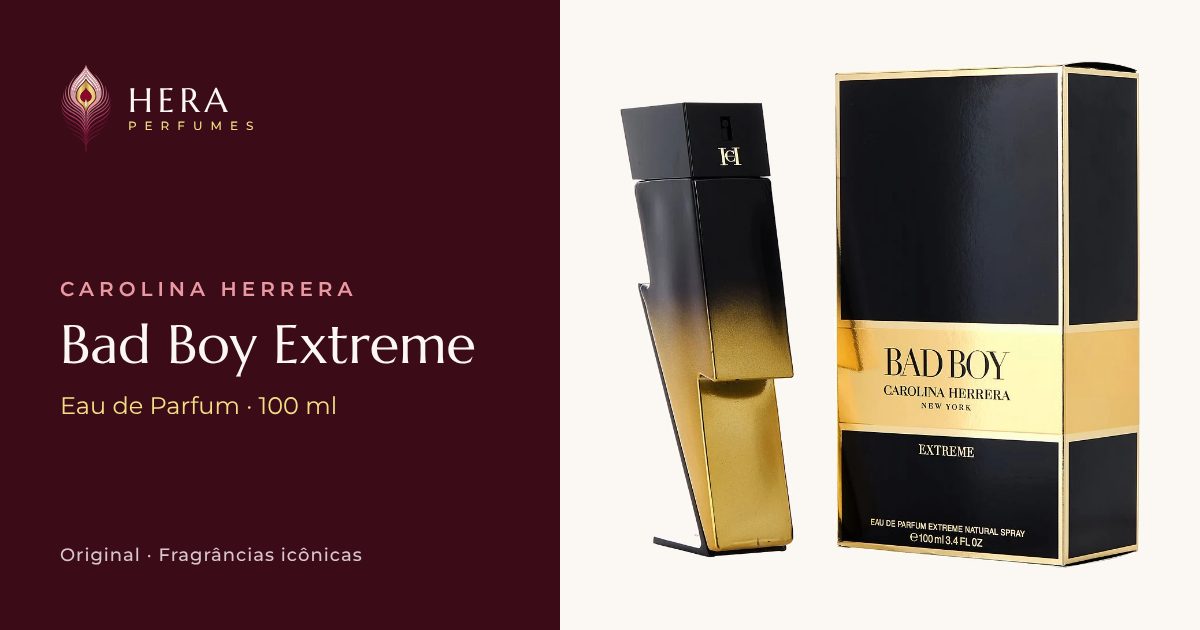 HERA
PERFUMES
CAROLINA HERRERA
Bad Boy Extreme
Eau de Parfum · 100 ml
Original · Fragrâncias icônicas
CH
BAD BOY
CAROLINA HERRERA
NEW YORK
EXTREME
EAU DE PARFUM EXTREME NATURAL SPRAY
℮100 ml 3.4 FL OZ